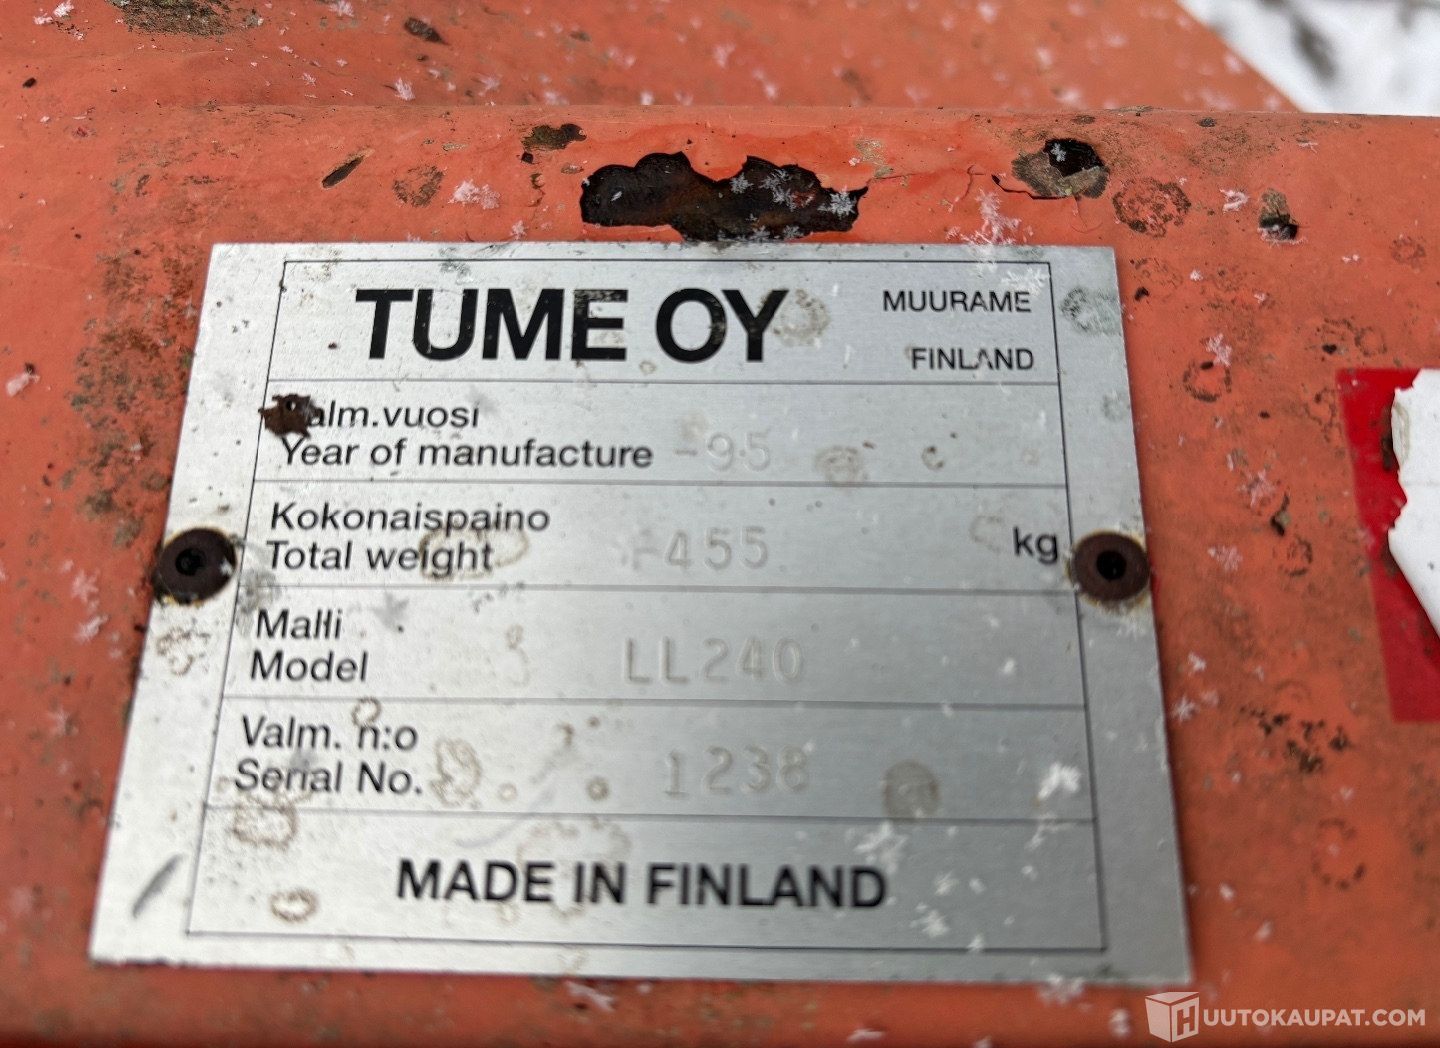 TUME OY
MUURAME
FINLAND
Valm.vuosi
Year of manufacture -95
Kokonaispaino
Total weight 455 kg
Malli
Model LL240
Valm. n:o
Serial No. 1238
MADE IN FINLAND
HUUTOKAUPAT.COM